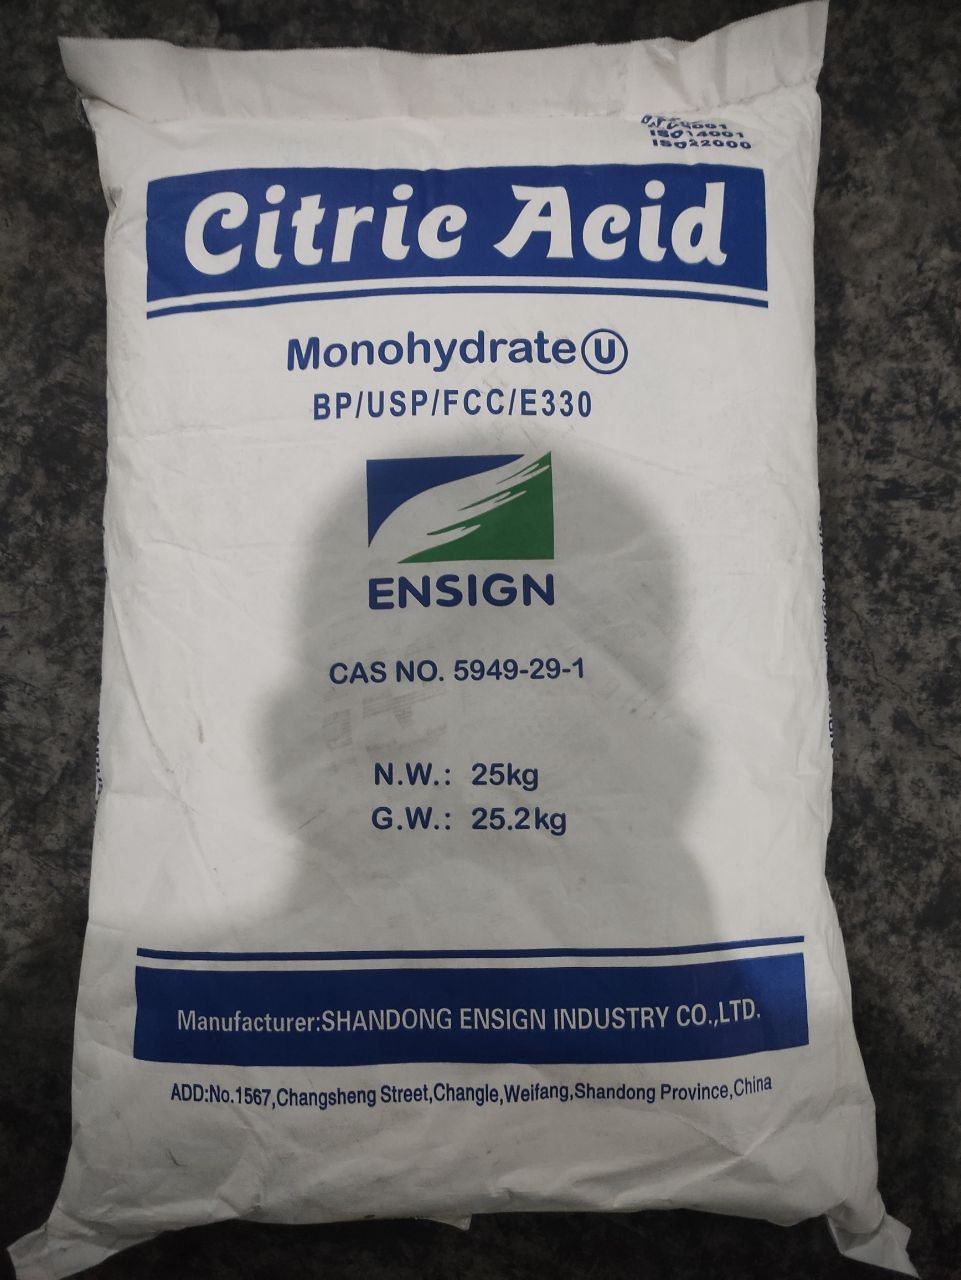 ISO14001
ISO22000
Citric Acid
Monohydrate U
BP/USP/FCC/E330
ENSIGN
CAS NO. 5949-29-1
N.W.: 25kg
G.W.: 25.2kg
Manufacturer:SHANDONG ENSIGN INDUSTRY CO.,LTD.
ADD:No.1567,Changsheng Street,Changle,Weifang,Shandong Province,China